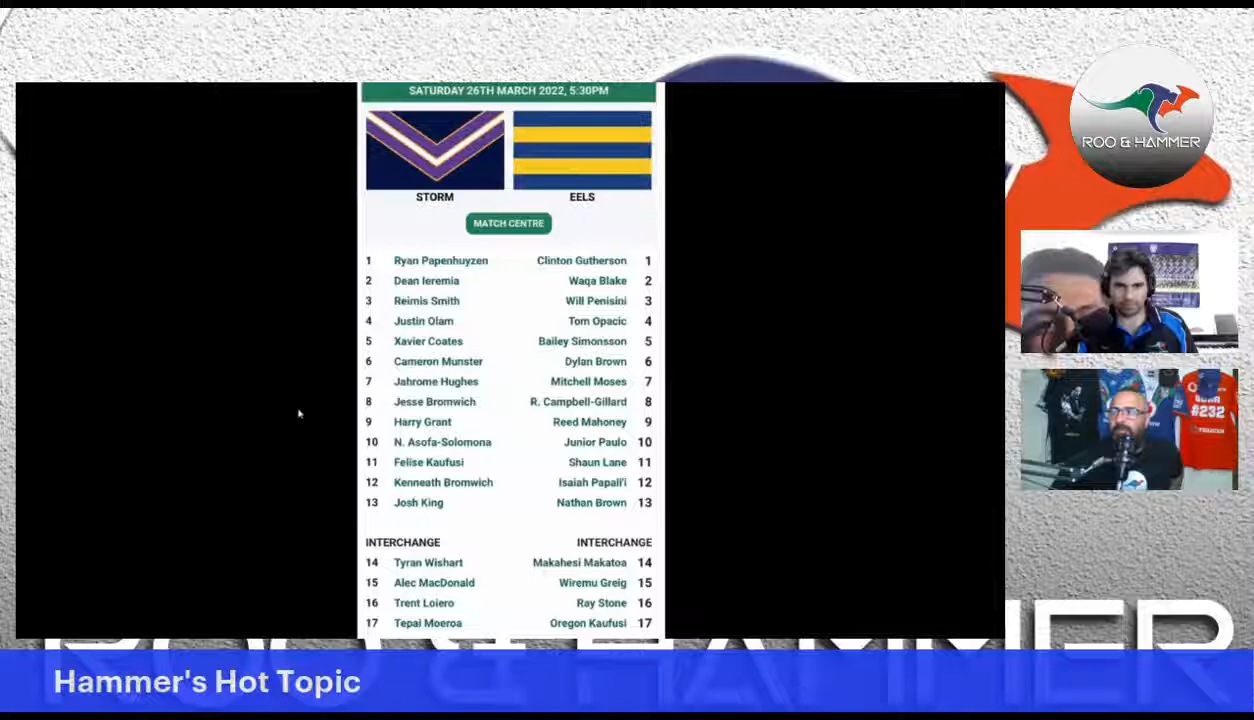 SATURDAY 26TH MARCH 2022, 5:30PM
STORM EELS
MATCH CENTRE
1 Ryan Papenhuyzen Clinton Gutherson 1
2 Dean Ieremia Waqa Blake 2
3 Reimis Smith Will Penisini 3
4 Justin Olam Tom Opacic 4
5 Xavier Coates Bailey Simonsson 5
6 Cameron Munster Dylan Brown 6
7 Jahrome Hughes Mitchell Moses 7
8 Jesse Bromwich R. Campbell-Gillard 8
9 Harry Grant Reed Mahoney 9
10 N. Asofa-Solomona Junior Paulo 10
11 Felise Kaufusi Shaun Lane 11
12 Kenneath Bromwich Isaiah Papali'i 12
13 Josh King Nathan Brown 13
INTERCHANGE INTERCHANGE
14 Tyran Wishart Makahesi Makatoa 14
15 Alec MacDonald Wiremu Greig 15
16 Trent Loiero Ray Stone 16
17 Tepai Moeroa Oregon Kaufusi 17
ROO & HAMMER
#232
ROO & HAMMER
Hammer's Hot Topic